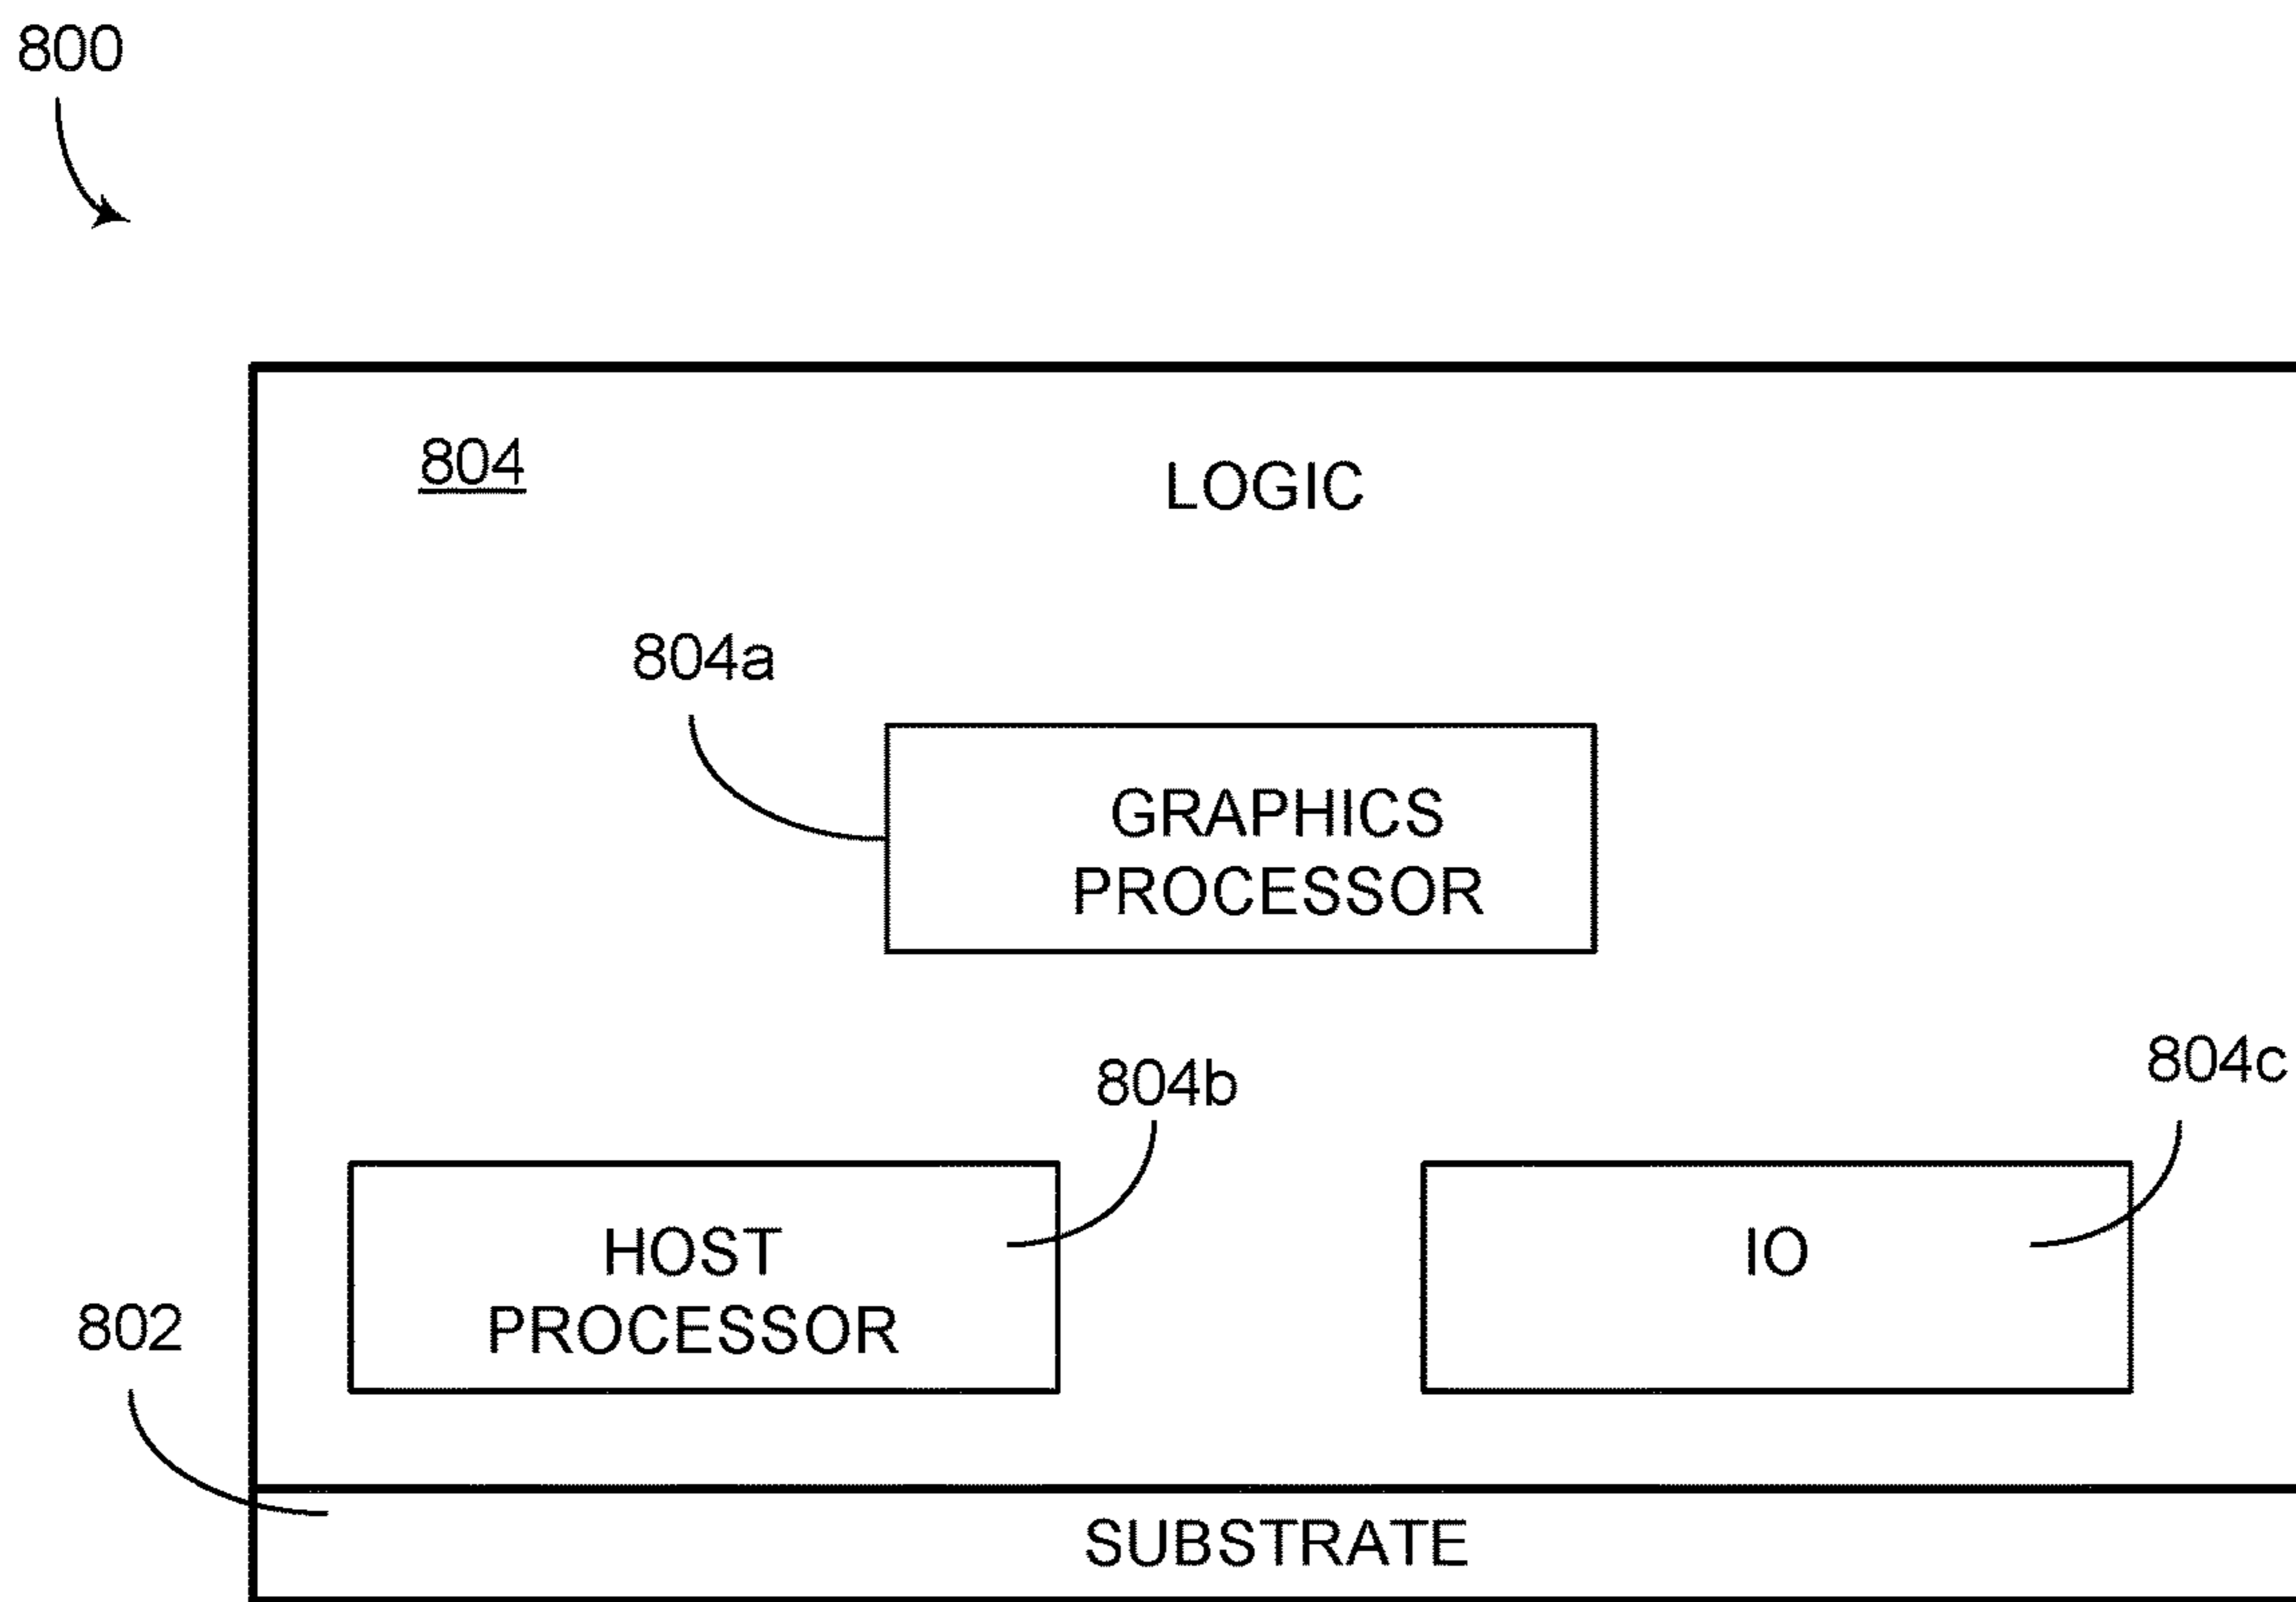 800
804
LOGIC
804a
GRAPHICS
PROCESSOR
804b
804c
HOST
PROCESSOR
IO
802
SUBSTRATE